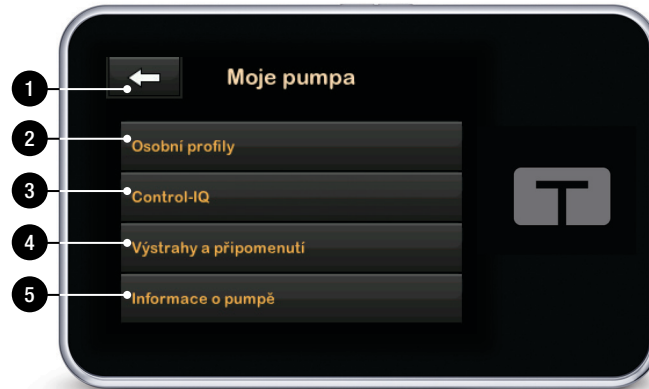 Moje pumpa
1
2 Osobní profily
3 Control-IQ
4 Výstrahy a připomenutí
5 Informace o pumpě
T